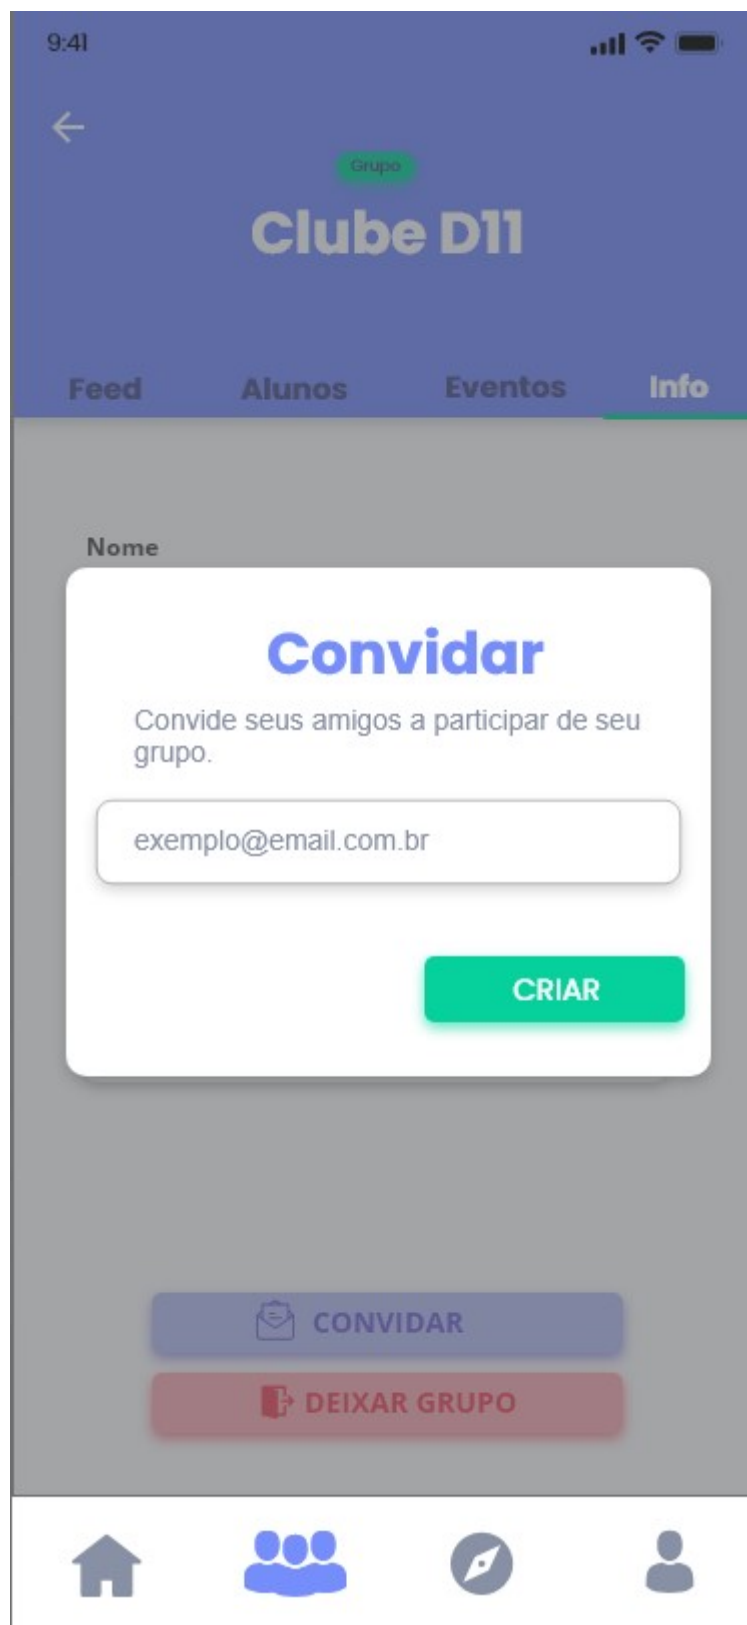 9:41
Grupo
Clube D11
Feed Alunos Eventos Info
Nome
Convidar
Convide seus amigos a participar de seu
grupo.
exemplo@email.com.br
CRIAR
CONVIDAR
DEIXAR GRUPO